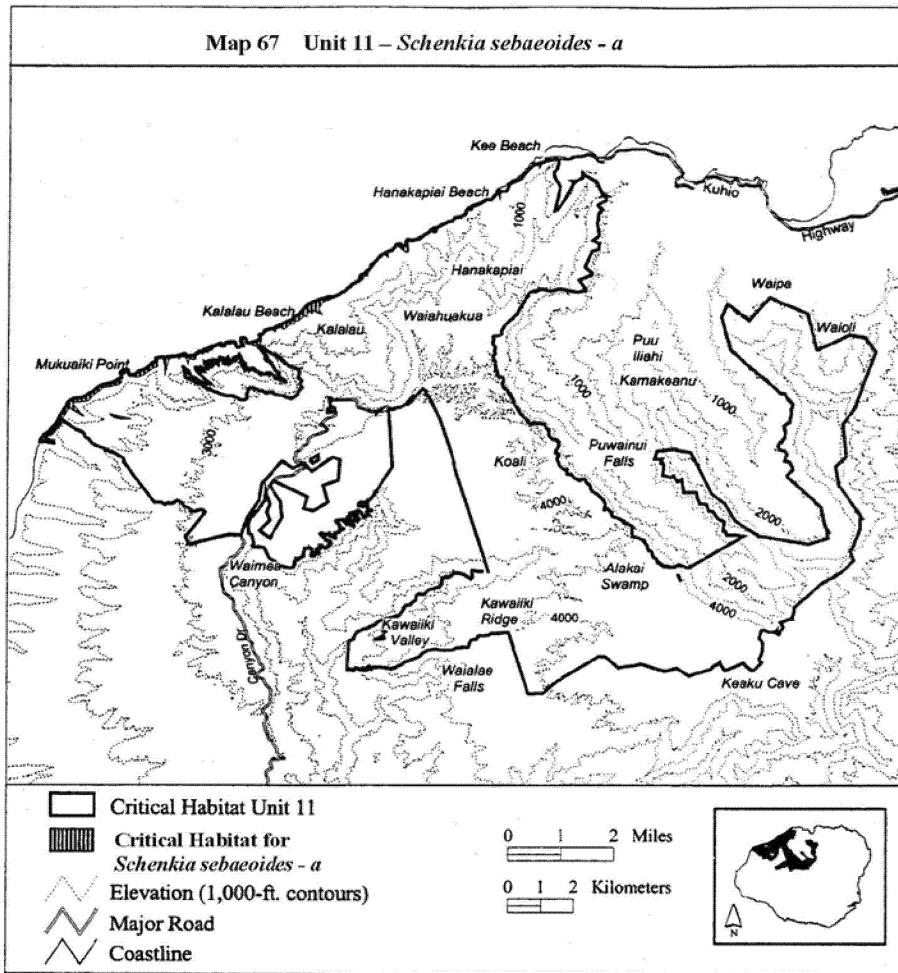 Map 67 Unit 11 – Schenkia sebaeoides - a
Kee Beach
Hanakapiai Beach
Kuhio
Highway
1000
Hanakapiai
Waipa
Kalalau Beach
Kalalau
Waiahuakua
Waioli
Mukuaiki Point
Puu
Iliahi
Kamakeanu
1000
1000
3000
Puwainui
Falls
Koali
4000
2000
Waimea
Canyon
Alakai
Swamp
2000
4000
Kawaiiki
Ridge
4000
Kawaiiki
Valley
Canyon Dr
Waialae
Falls
Keaku Cave
Critical Habitat Unit 11
Critical Habitat for
Schenkia sebaeoides - a
Elevation (1,000-ft. contours)
Major Road
Coastline
0 1 2 Miles
0 1 2 Kilometers
N